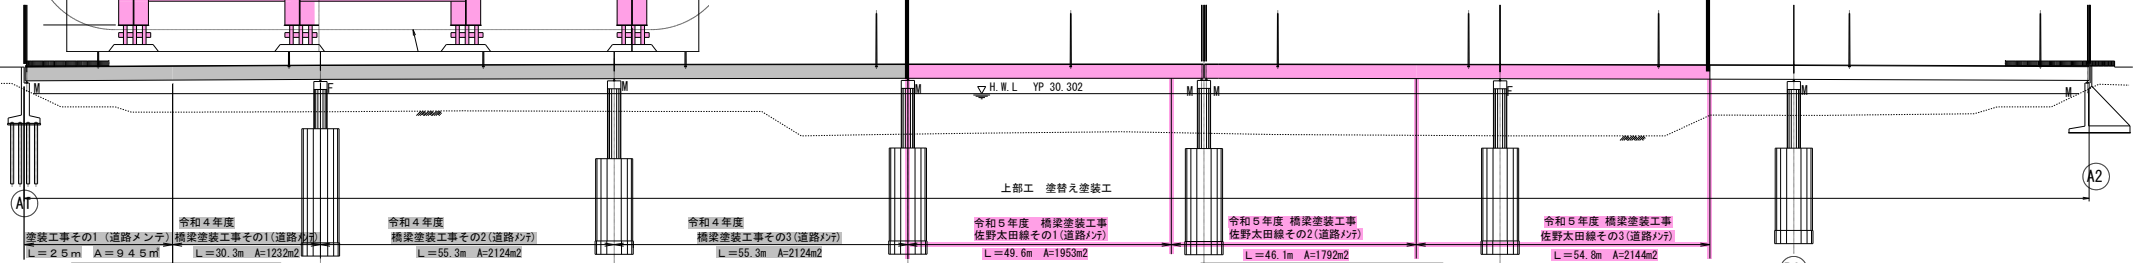 M
F
M
M
H.W.L YP 30.302
M
M
F
M
M
上部工 塗替え塗装工
A1
A2
塗装工事その1 (道路メンテ)
L=25m A=945㎡
令和4年度
橋梁塗装工事その1(道路メンテ)
L=30.3m A=1232m2
令和4年度
橋梁塗装工事その2(道路メンテ)
L=55.3m A=2124m2
令和4年度
橋梁塗装工事その3(道路メンテ)
L=55.3m A=2124m2
令和5年度 橋梁塗装工事
佐野太田線その1(道路メンテ)
L=49.6m A=1953m2
令和5年度 橋梁塗装工事
佐野太田線その2(道路メンテ)
L=46.1m A=1792m2
令和5年度 橋梁塗装工事
佐野太田線その3(道路メンテ)
L=54.8m A=2144m2